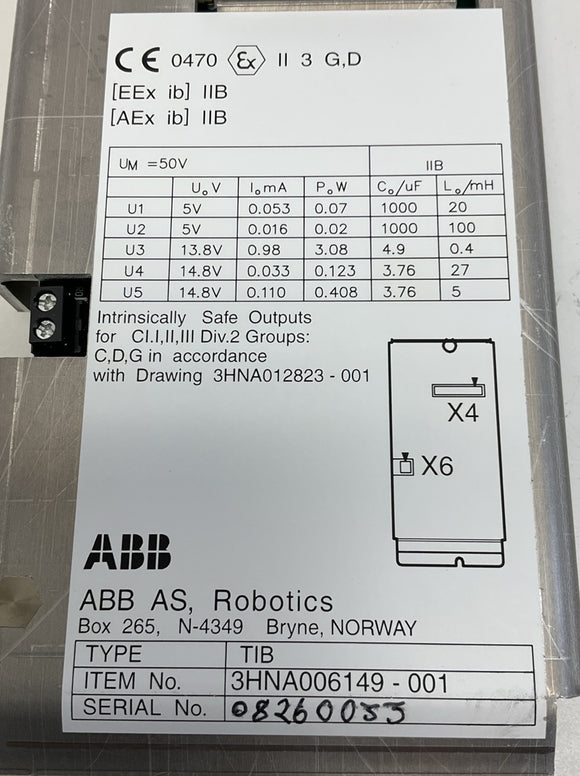 CE 0470 Ex II 3 G,D
[EEx ib] IIB
[AEx ib] IIB
UM =50V IIB
UoV IomA PoW Co/uF Lo/mH
U1 5V 0.053 0.07 1000 20
U2 5V 0.016 0.02 1000 100
U3 13.8V 0.98 3.08 4.9 0.4
U4 14.8V 0.033 0.123 3.76 27
U5 14.8V 0.110 0.408 3.76 5
Intrinsically Safe Outputs
for CI.I,II,III Div.2 Groups:
C,D,G in accordance
with Drawing 3HNA012823-001
X4
X6
ABB
ABB AS, Robotics
Box 265, N-4349 Bryne, NORWAY
TYPE TIB
ITEM No. 3HNA006149-001
SERIAL No. 08260053